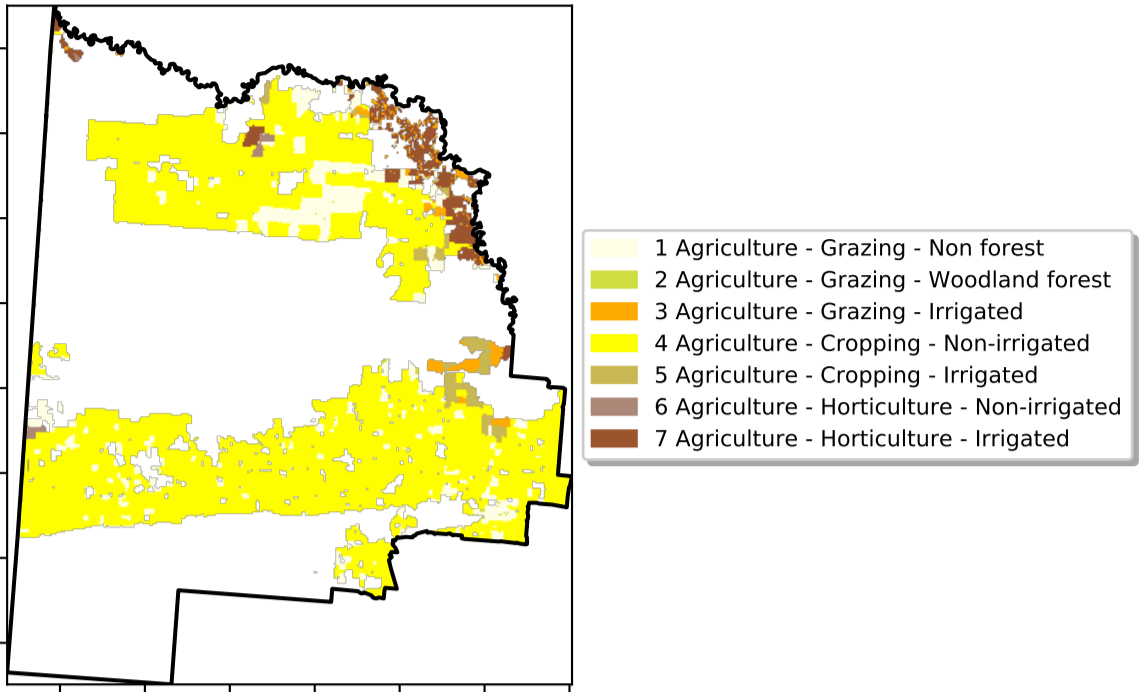 1 Agriculture - Grazing - Non forest
2 Agriculture - Grazing - Woodland forest
3 Agriculture - Grazing - Irrigated
4 Agriculture - Cropping - Non-irrigated
5 Agriculture - Cropping - Irrigated
6 Agriculture - Horticulture - Non-irrigated
7 Agriculture - Horticulture - Irrigated